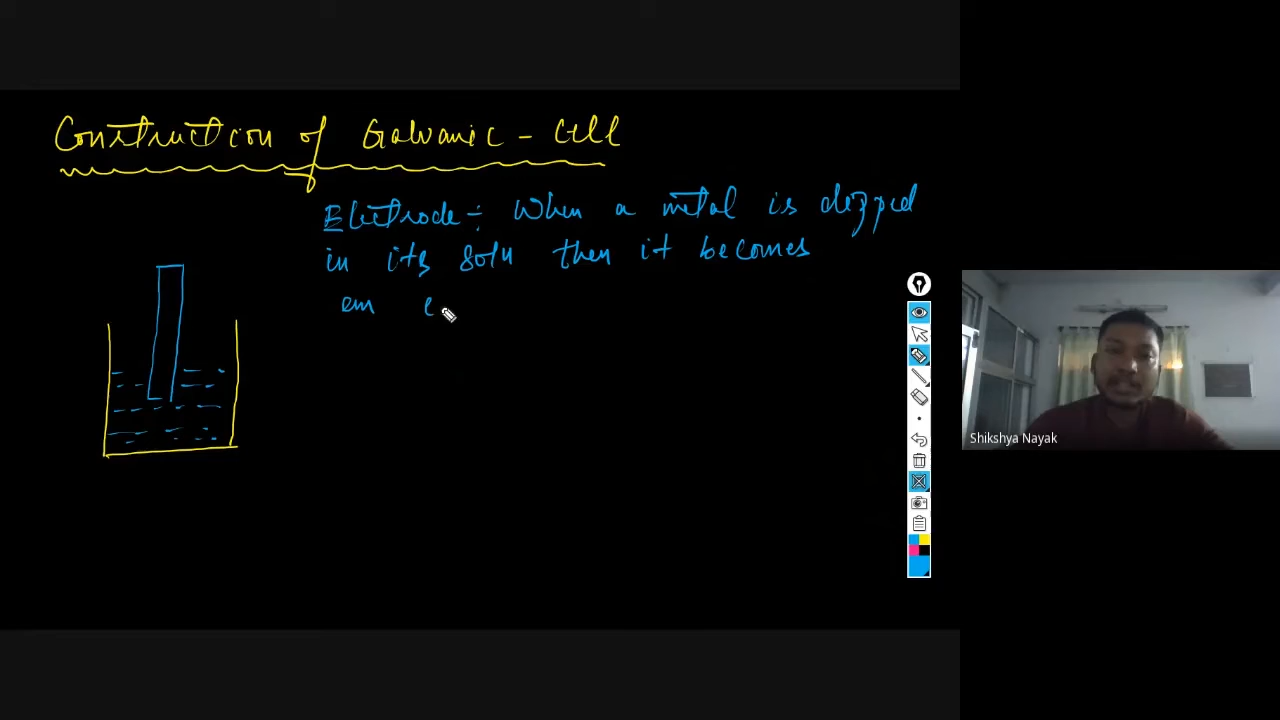 Construction of Galvanic - Cell
Electrode :- When a metal is dipped
in its soln then it becomes
an e
Shikshya Nayak